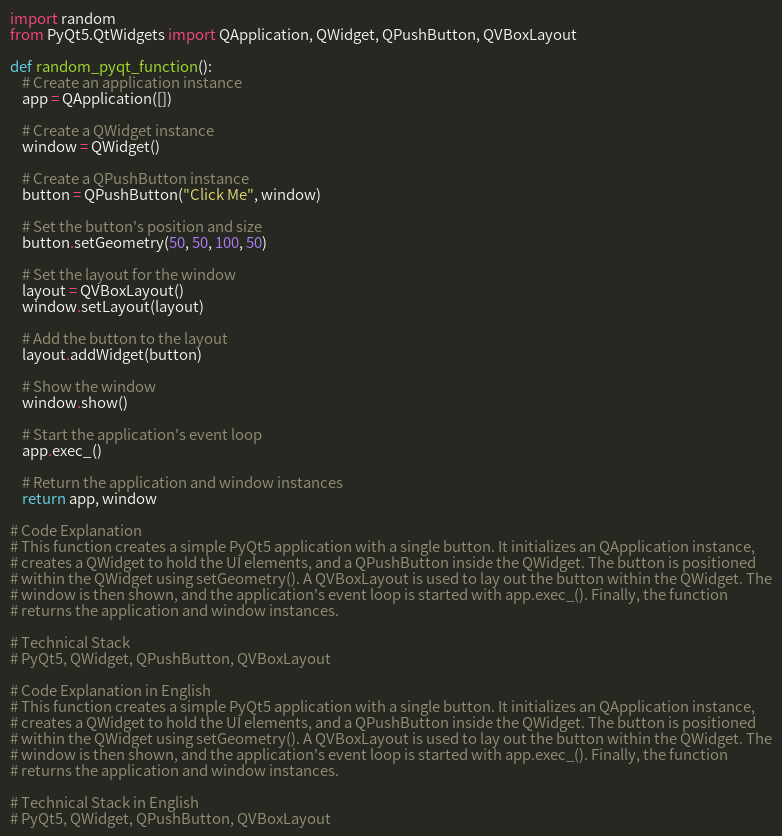 import random
from PyQt5.QtWidgets import QApplication, QWidget, QPushButton, QVBoxLayout

def random_pyqt_function():
    # Create an application instance
    app = QApplication([])

    # Create a QWidget instance
    window = QWidget()

    # Create a QPushButton instance
    button = QPushButton("Click Me", window)

    # Set the button's position and size
    button.setGeometry(50, 50, 100, 50)

    # Set the layout for the window
    layout = QVBoxLayout()
    window.setLayout(layout)

    # Add the button to the layout
    layout.addWidget(button)

    # Show the window
    window.show()

    # Start the application's event loop
    app.exec_()

    # Return the application and window instances
    return app, window

# Code Explanation
# This function creates a simple PyQt5 application with a single button. It initializes an QApplication instance,
# creates a QWidget to hold the UI elements, and a QPushButton inside the QWidget. The button is positioned
# within the QWidget using setGeometry(). A QVBoxLayout is used to lay out the button within the QWidget. The
# window is then shown, and the application's event loop is started with app.exec_(). Finally, the function
# returns the application and window instances.

# Technical Stack
# PyQt5, QWidget, QPushButton, QVBoxLayout

# Code Explanation in English
# This function creates a simple PyQt5 application with a single button. It initializes an QApplication instance,
# creates a QWidget to hold the UI elements, and a QPushButton inside the QWidget. The button is positioned
# within the QWidget using setGeometry(). A QVBoxLayout is used to lay out the button within the QWidget. The
# window is then shown, and the application's event loop is started with app.exec_(). Finally, the function
# returns the application and window instances.

# Technical Stack in English
# PyQt5, QWidget, QPushButton, QVBoxLayout